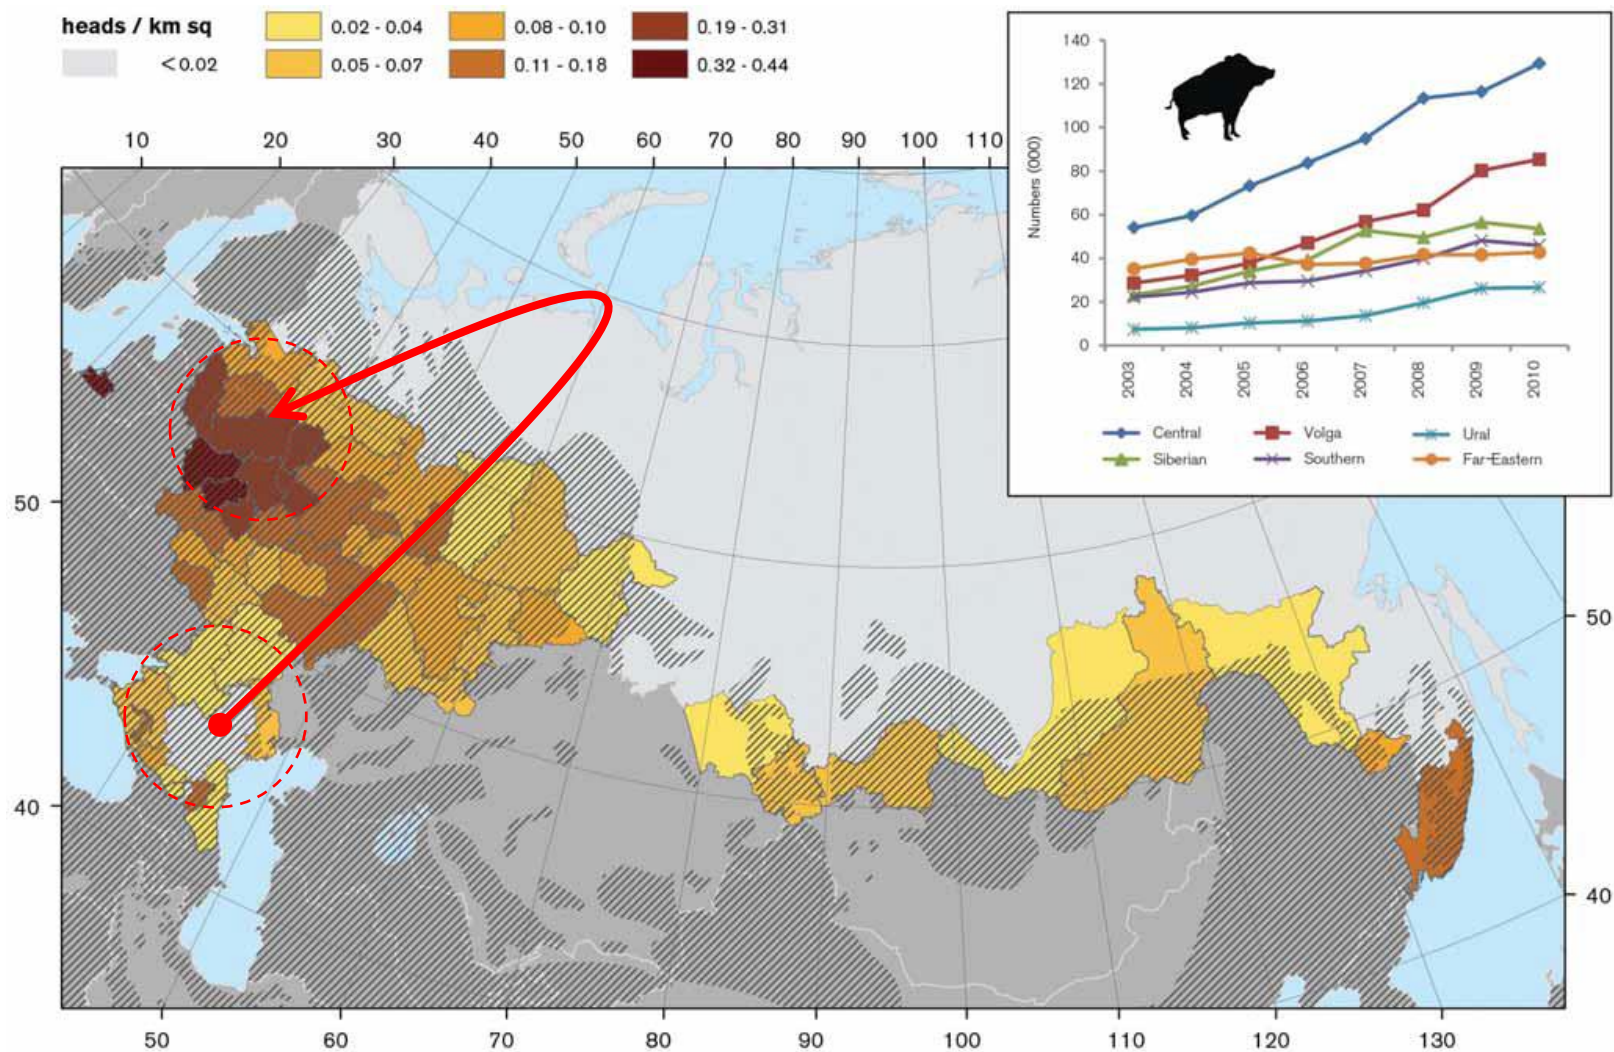 heads / km sq
<0.02
0.02 - 0.04
0.05 - 0.07
0.08 - 0.10
0.11 - 0.18
0.19 - 0.31
0.32 - 0.44
10 20 30 40 50 60 70 80 90 100 110
50
40
50
40
50 60 70 80 90 100 110 120 130
Numbers (000)
140
120
100
80
60
40
20
0
2003 2004 2005 2006 2007 2008 2009 2010
Central Volga Ural
Siberian Southern Far-Eastern